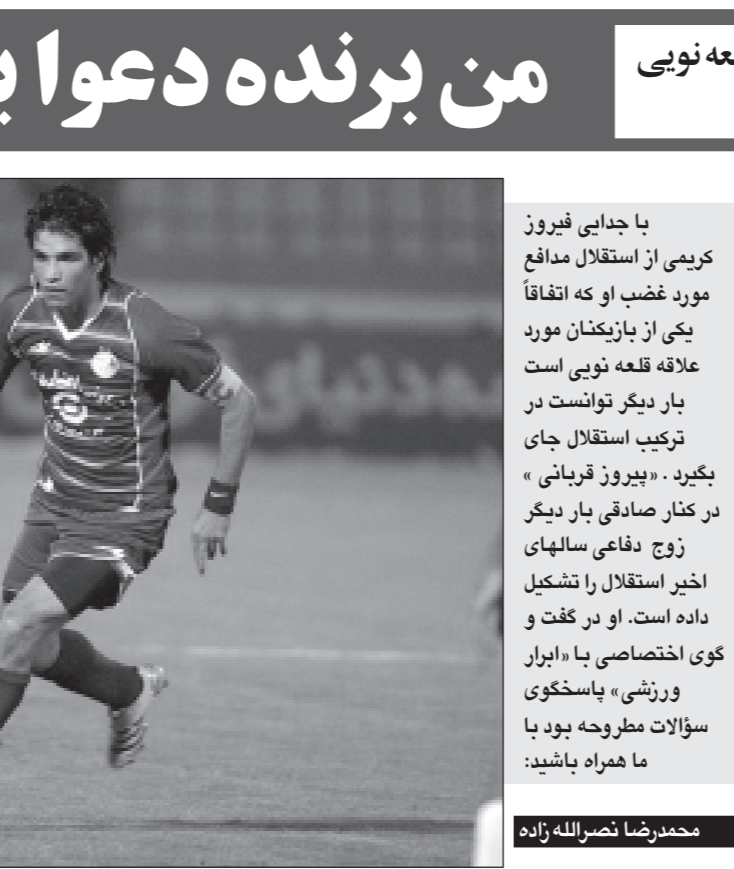 نویی
من برنده دعوا
با جدایی فیروز
کریمی از استقلال مدافع
مورد غضب او که اتفاقاً
یکی از بازیکنان مورد
علاقه قلعه نویی است
بار دیگر توانست در
ترکیب استقلال جای
بگیرد . «پیروز قربانی »
در کنار صادقی بار دیگر
زوج دفاعی سالهای
اخیر استقلال را تشکیل
داده است. او در گفت و
گوی اختصاصی با «ابرار
ورزشی» پاسخگوی
سؤالات مطروحه بود با
ما همراه باشید:
محمدرضا نصرالله زاده